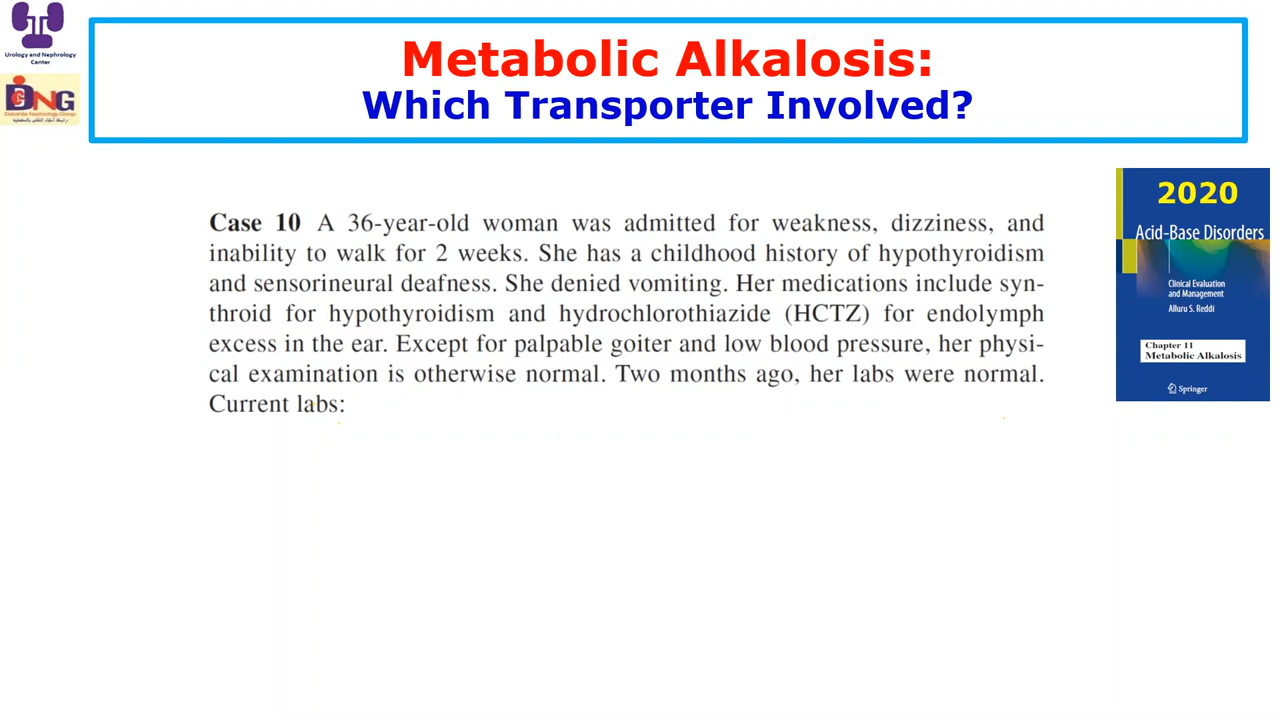 Urology and Nephrology
Center
Metabolic Alkalosis:
Which Transporter Involved?
DNG
2020
Acid-Base Disorders
Clinical Evaluation
and Management
Alluru S. Reddi
Chapter 11
Metabolic Alkalosis
Springer
Case 10 A 36-year-old woman was admitted for weakness, dizziness, and
inability to walk for 2 weeks. She has a childhood history of hypothyroidism
and sensorineural deafness. She denied vomiting. Her medications include syn-
throid for hypothyroidism and hydrochlorothiazide (HCTZ) for endolymph
excess in the ear. Except for palpable goiter and low blood pressure, her physi-
cal examination is otherwise normal. Two months ago, her labs were normal.
Current labs: